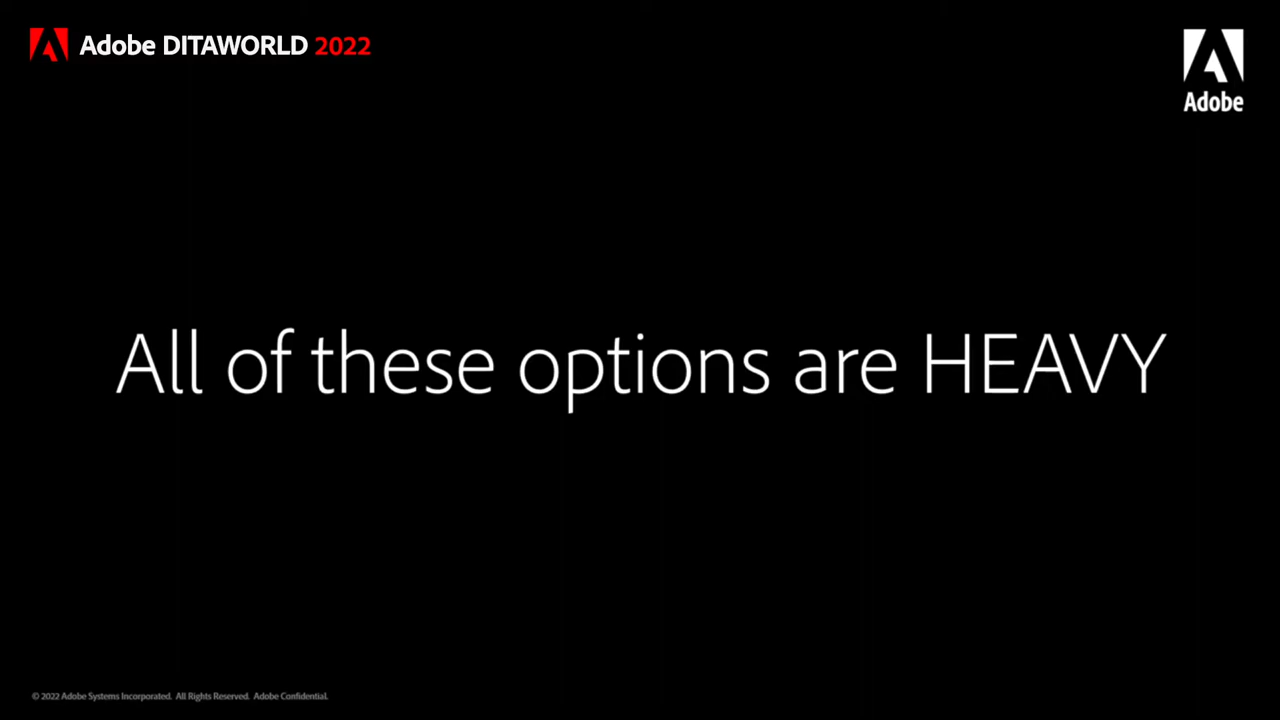 Adobe DITAWORLD 2022
Adobe
All of these options are HEAVY
© 2022 Adobe Systems Incorporated. All Rights Reserved. Adobe Confidential.